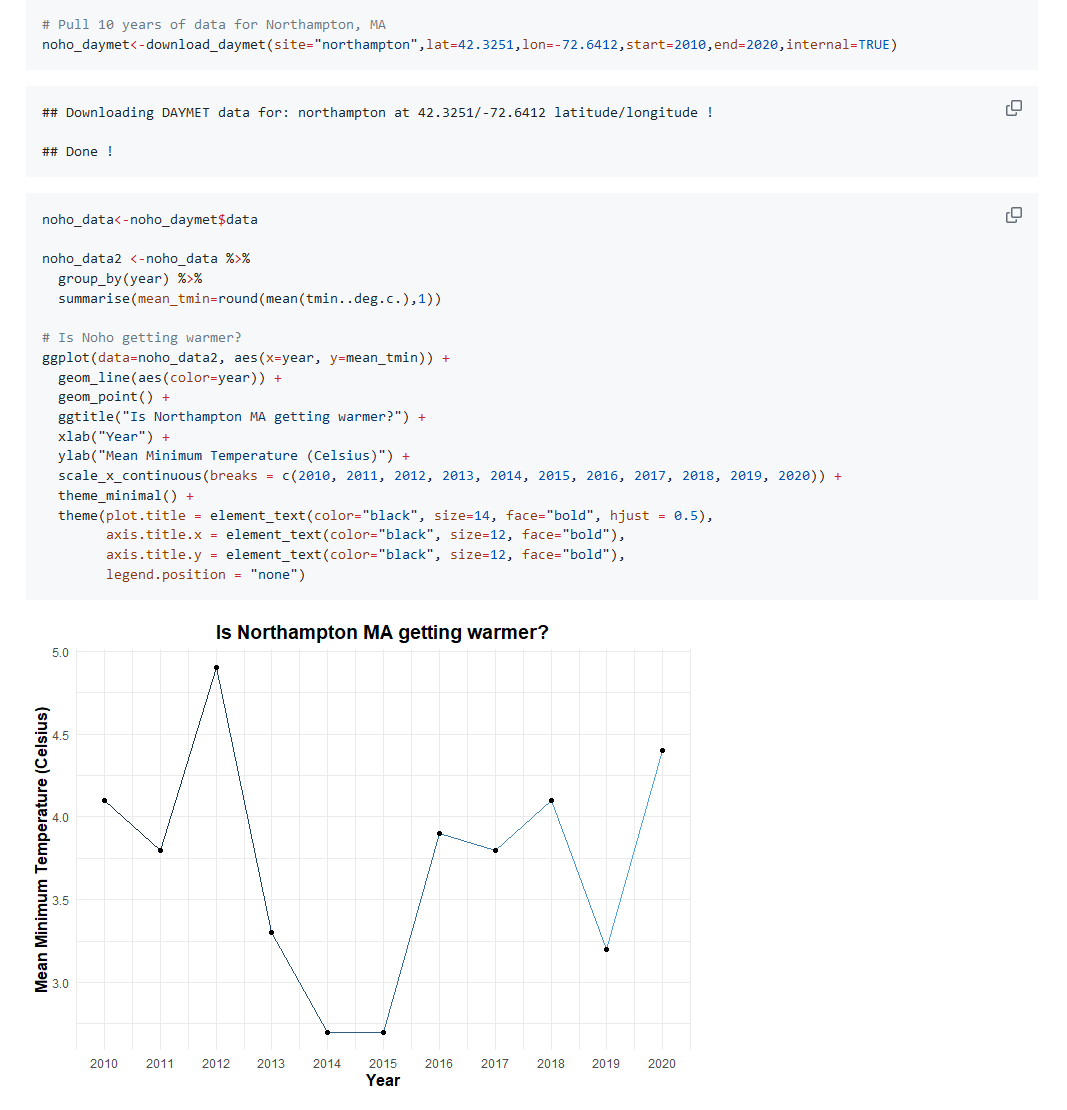 # Pull 10 years of data for Northampton, MA
noho_daymet<-download_daymet(site="northampton",lat=42.3251,lon=-72.6412,start=2010,end=2020,internal=TRUE)
## Downloading DAYMET data for: northampton at 42.3251/-72.6412 latitude/longitude !
## Done !
noho_data<-noho_daymet$data
noho_data2 <-noho_data %>%
  group_by(year) %>%
  summarise(mean_tmin=round(mean(tmin..deg.c.),1))
# Is Noho getting warmer?
ggplot(data=noho_data2, aes(x=year, y=mean_tmin)) +
  geom_line(aes(color=year)) +
  geom_point() +
  ggtitle("Is Northampton MA getting warmer?") +
  xlab("Year") +
  ylab("Mean Minimum Temperature (Celsius)") +
  scale_x_continuous(breaks = c(2010, 2011, 2012, 2013, 2014, 2015, 2016, 2017, 2018, 2019, 2020)) +
  theme_minimal() +
  theme(plot.title = element_text(color="black", size=14, face="bold", hjust = 0.5),
        axis.title.x = element_text(color="black", size=12, face="bold"),
        axis.title.y = element_text(color="black", size=12, face="bold"),
        legend.position = "none")
Is Northampton MA getting warmer?
Mean Minimum Temperature (Celsius)
5.0
4.5
4.0
3.5
3.0
2010 2011 2012 2013 2014 2015 2016 2017 2018 2019 2020
Year